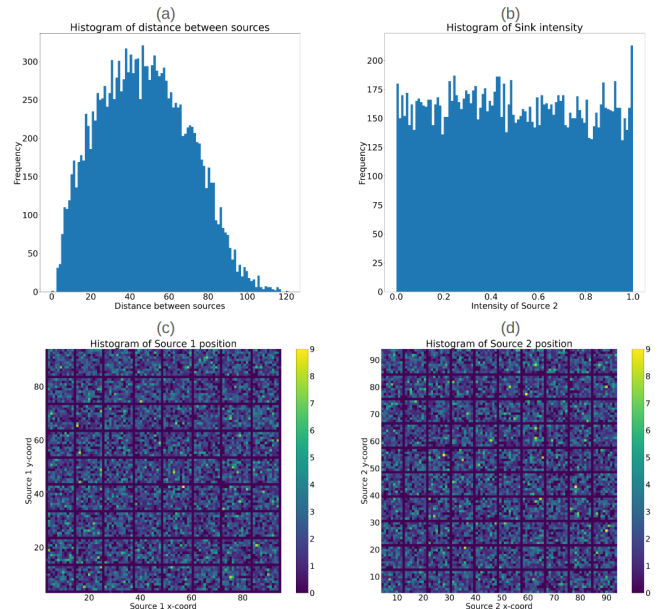 (a)
Histogram of distance between sources
Frequency
300
250
200
150
100
50
0
0 20 40 60 80 100 120
Distance between sources
(b)
Histogram of Sink intensity
Frequency
200
175
150
125
100
75
50
25
0
0.0 0.2 0.4 0.6 0.8 1.0
Intensity of Source 2
(c)
Histogram of Source 1 position
Source 1 y-coord
80
60
40
20
20 40 60 80
Source 1 x-coord
9
8
7
6
5
4
3
2
1
0
(d)
Histogram of Source 2 position
Source 2 y-coord
90
80
70
60
50
40
30
20
10
10 20 30 40 50 60 70 80 90
Source 2 x-coord
9
8
7
6
5
4
3
2
1
0